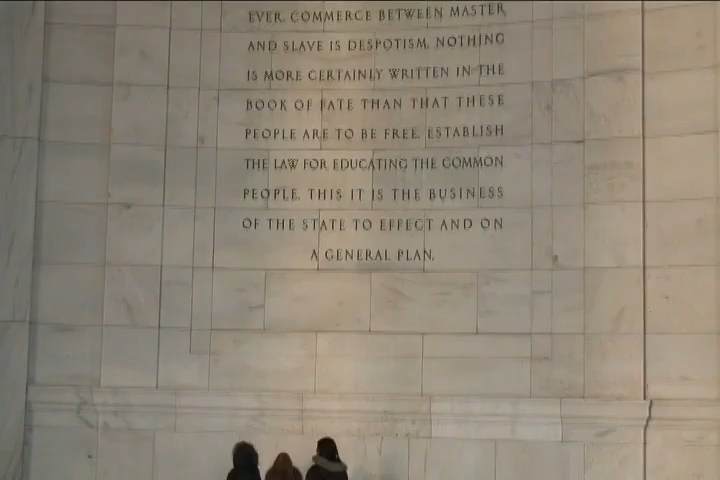 EVER. COMMERCE BETWEEN MASTER
AND SLAVE IS DESPOTISM. NOTHING
IS MORE CERTAINLY WRITTEN IN THE
BOOK OF FATE THAN THAT THESE
PEOPLE ARE TO BE FREE. ESTABLISH
THE LAW FOR EDUCATING THE COMMON
PEOPLE. THIS IT IS THE BUSINESS
OF THE STATE TO EFFECT AND ON
A GENERAL PLAN.